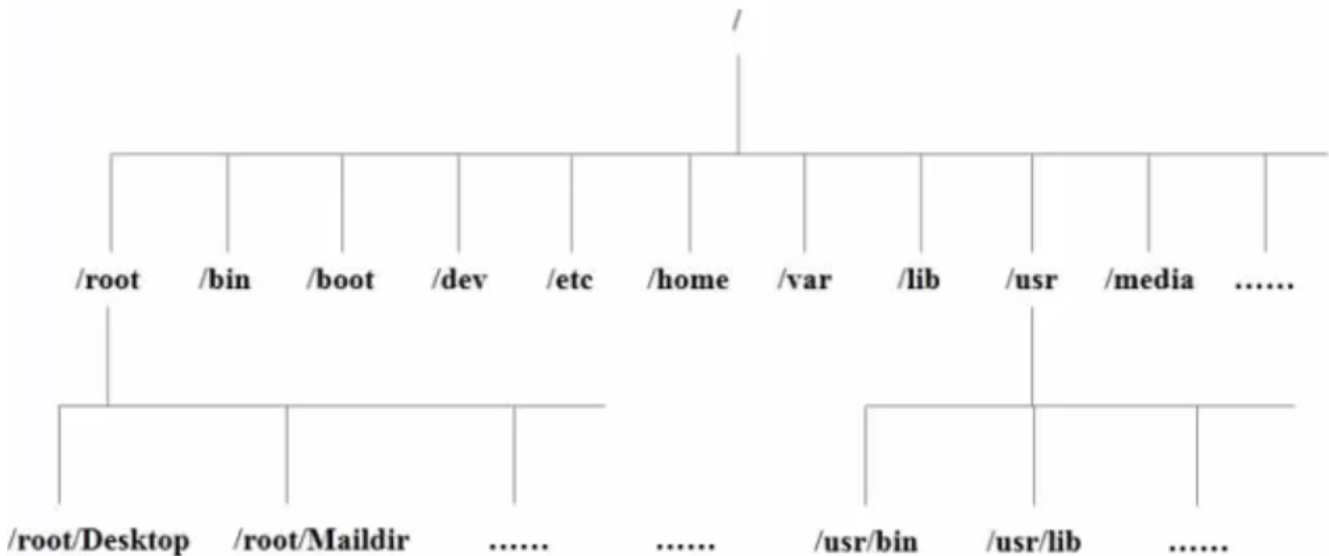 /
/root /bin /boot /dev /etc /home /var /lib /usr /media ......
/root/Desktop /root/Maildir ...... ...... /usr/bin /usr/lib ......